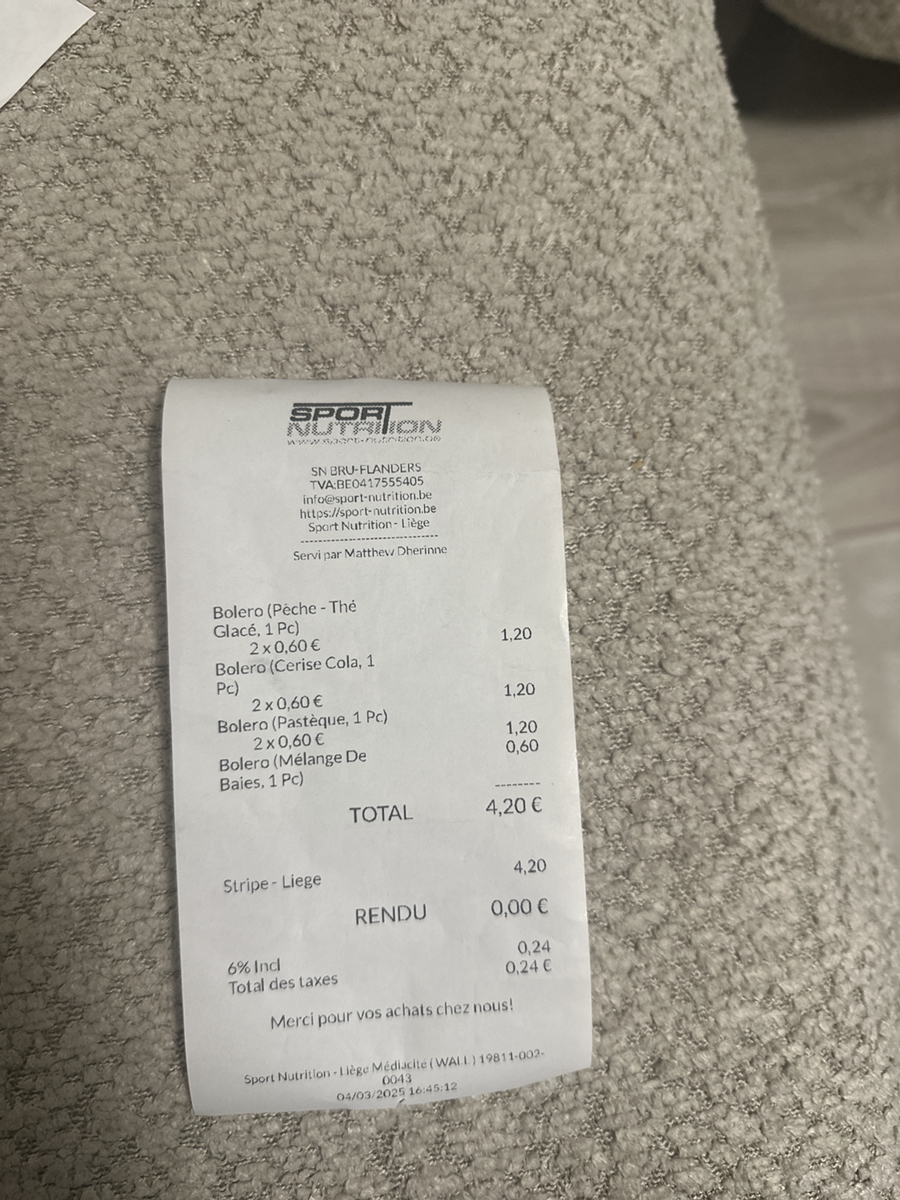 SPORT
NUTRITION
www.sport-nutrition.be
SN BRU-FLANDERS
TVA:BE0417555405
info@sport-nutrition.be
https://sport-nutrition.be
Sport Nutrition - Liège
--------------------------------
Servi par Matthew Dherinne
Bolero (Pêche - Thé
Glacé, 1 Pc)
2 x 0,60 € 1,20
Bolero (Cerise Cola, 1
Pc)
2 x 0,60 € 1,20
Bolero (Pastèque, 1 Pc)
2 x 0,60 € 1,20
Bolero (Mélange De 0,60
Baies, 1 Pc)
--------
TOTAL 4,20 €
Stripe - Liege 4,20
RENDU 0,00 €
6% Incl 0,24
Total des taxes 0,24 €
Merci pour vos achats chez nous!
Sport Nutrition - Liège Médiacité (WALL) 19811-002-
0043
04/03/2025 16:45:12